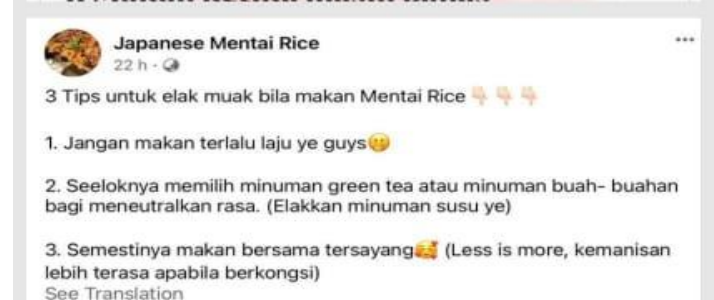 Japanese Mentai Rice
22 h ·
3 Tips untuk elak muak bila makan Mentai Rice 👇🏻 👇🏻 👇🏻
1. Jangan makan terlalu laju ye guys🤭
2. Seeloknya memilih minuman green tea atau minuman buah- buahan
bagi meneutralkan rasa. (Elakkan minuman susu ye)
3. Semestinya makan bersama tersayang🥰 (Less is more, kemanisan
lebih terasa apabila berkongsi)
See Translation